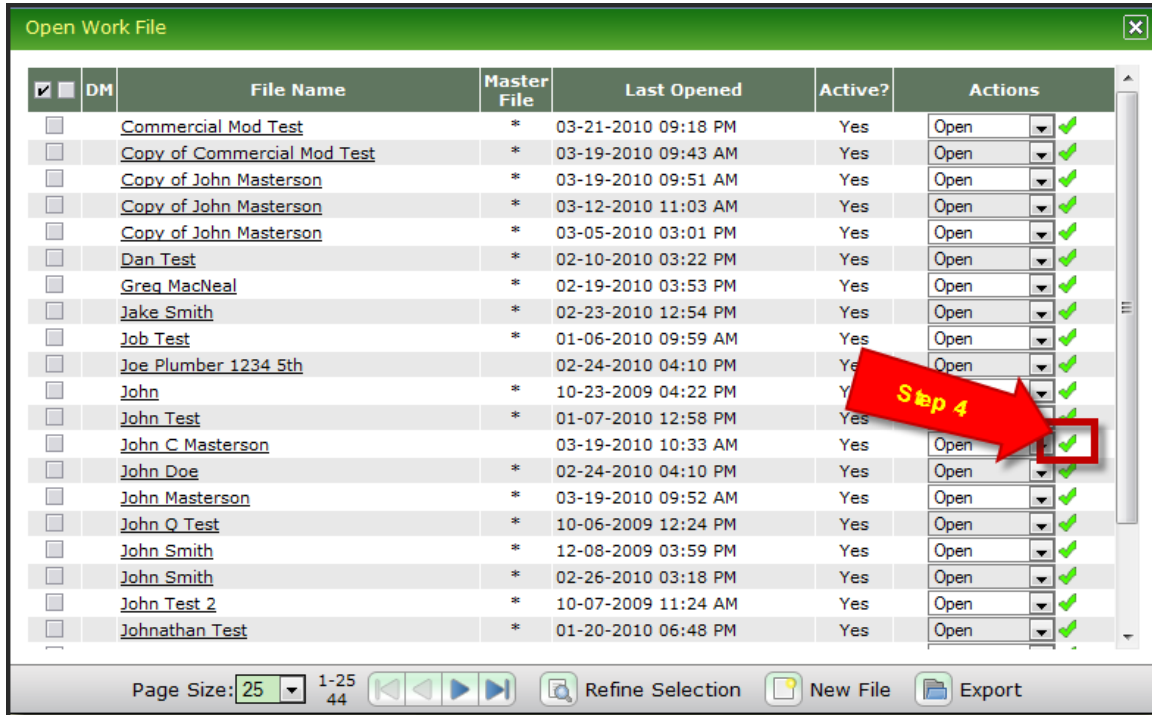 Open Work File
DM File Name Master File Last Opened Active? Actions
Commercial Mod Test * 03-21-2010 09:18 PM Yes Open
Copy of Commercial Mod Test * 03-19-2010 09:43 AM Yes Open
Copy of John Masterson * 03-19-2010 09:51 AM Yes Open
Copy of John Masterson * 03-12-2010 11:03 AM Yes Open
Copy of John Masterson * 03-05-2010 03:01 PM Yes Open
Dan Test * 02-10-2010 03:22 PM Yes Open
Greg MacNeal * 02-19-2010 03:53 PM Yes Open
Jake Smith * 02-23-2010 12:54 PM Yes Open
Job Test * 01-06-2010 09:59 AM Yes Open
Joe Plumber 1234 5th 02-24-2010 04:10 PM Open
John * 10-23-2009 04:22 PM
John Test * 01-07-2010 12:58 PM Yes
Step 4
John C Masterson 03-19-2010 10:33 AM Yes Open
John Doe * 02-24-2010 04:10 PM Yes Open
John Masterson * 03-19-2010 09:52 AM Yes Open
John Q Test * 10-06-2009 12:24 PM Yes Open
John Smith * 12-08-2009 03:59 PM Yes Open
John Smith * 02-26-2010 03:18 PM Yes Open
John Test 2 * 10-07-2009 11:24 AM Yes Open
Johnathan Test * 01-20-2010 06:48 PM Yes Open
Page Size: 25 1-25 44 Refine Selection New File Export